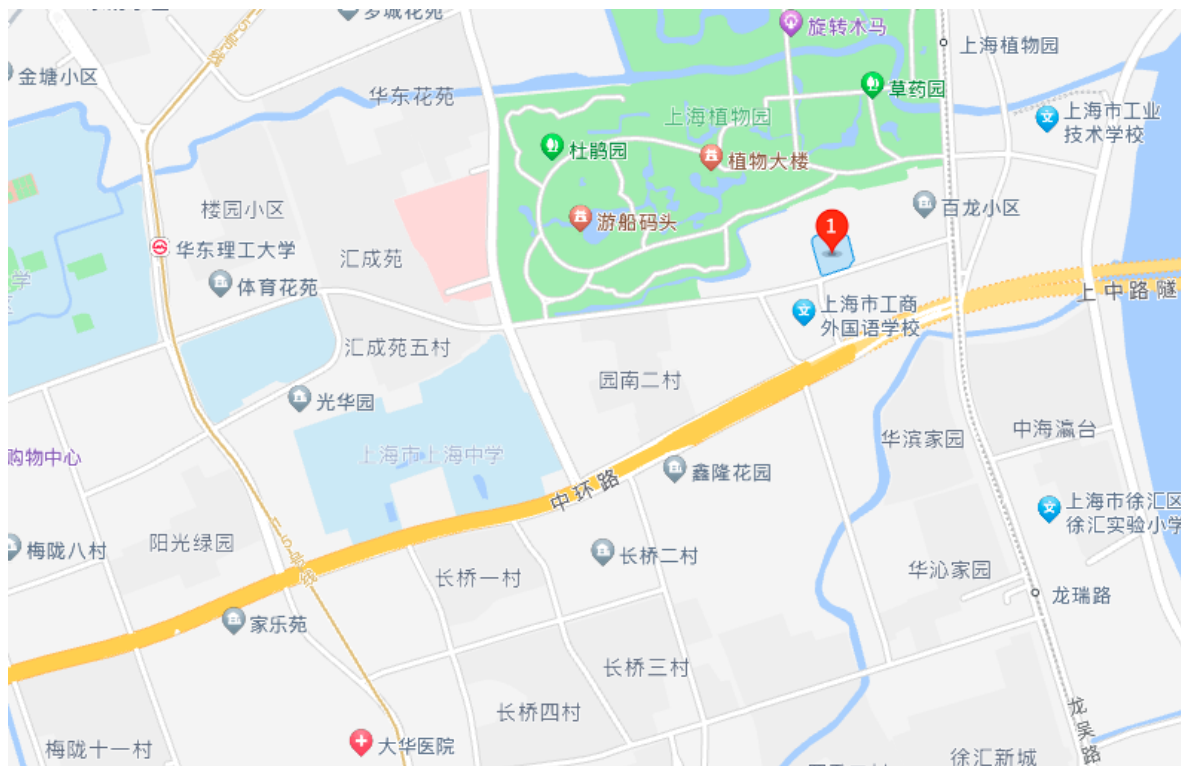 罗城花苑
旋转木马
上海植物园
金塘小区
华东花苑
草药园
上海市工业
技术学校
上海植物园
杜鹃园
植物大楼
楼园小区
百龙小区
1
游船码头
华东理工大学
汇成苑
学
体育花苑
上中路隧
上海市工商
外国语学校
汇成苑五村
园南二村
光华园
中海瀛台
华滨家园
购物中心
上海市上海中学
鑫隆花园
中环路
上海市徐汇区
徐汇实验小学
阳光绿园
梅陇八村
长桥二村
华沁家园
长桥一村
15号线
龙瑞路
家乐苑
长桥三村
长桥四村
龙吴路
大华医院
梅陇十一村
徐汇新城